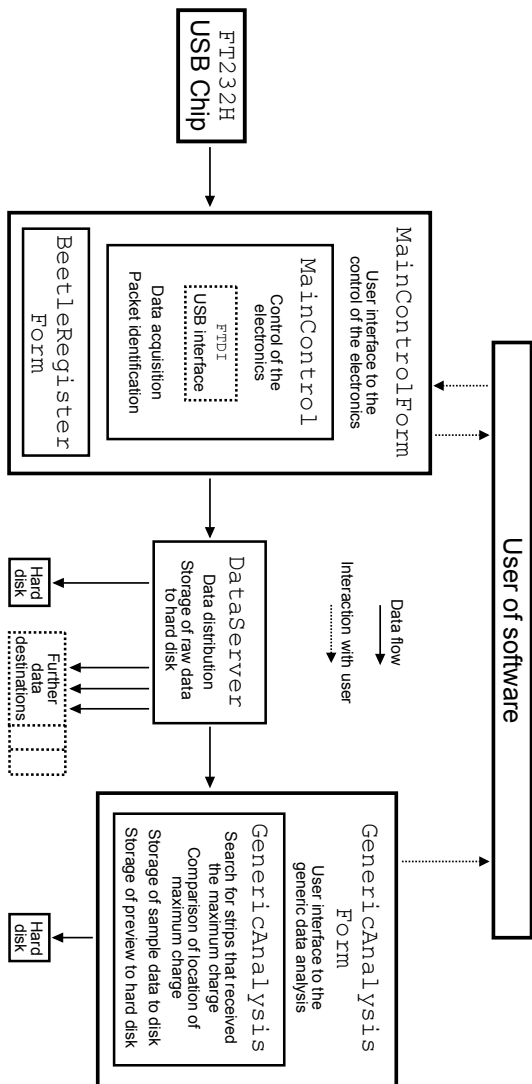 User of software
FT232H
USB Chip
MainControlForm
User interface to the
control of the electronics
MainControl
Control of the
electronics
FTDI
USB interface
Data acquisition
Packet identification
BeetleRegister
Form
Data flow
Interaction with user
DataServer
Data distribution
Storage of raw data
to hard disk
Hard
disk
Further
data
destinations
GenericAnalysis
Form
User interface to the
generic data analysis
GenericAnalysis
Search for strips that received
the maximum charge
Comparison of location of
maximum charge
Storage of sample data to disk
Storage of preview to hard disk
Hard
disk